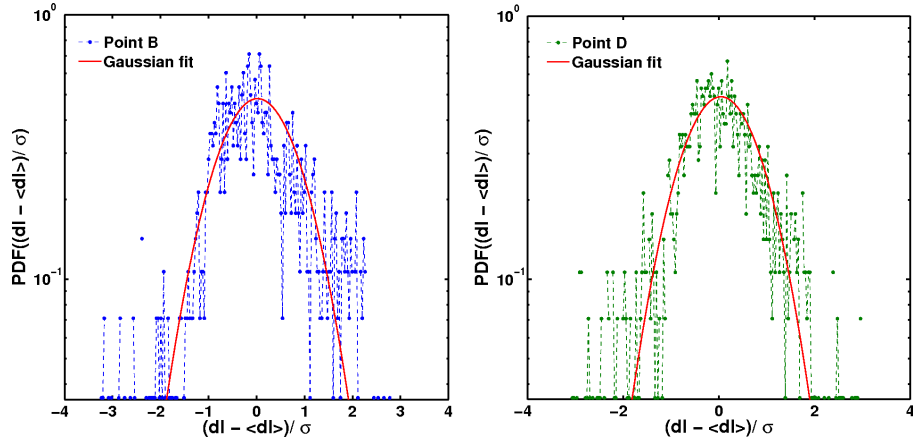 10⁰
10⁻¹
PDF((dI - <dI>)/ σ)
Point B
Gaussian fit
−4 −3 −2 −1 0 1 2 3 4
(dI - <dI>)/ σ
10⁰
10⁻¹
PDF((dI - <dI>)/ σ)
Point D
Gaussian fit
−4 −2 0 2 4
(dI - <dI>)/ σ